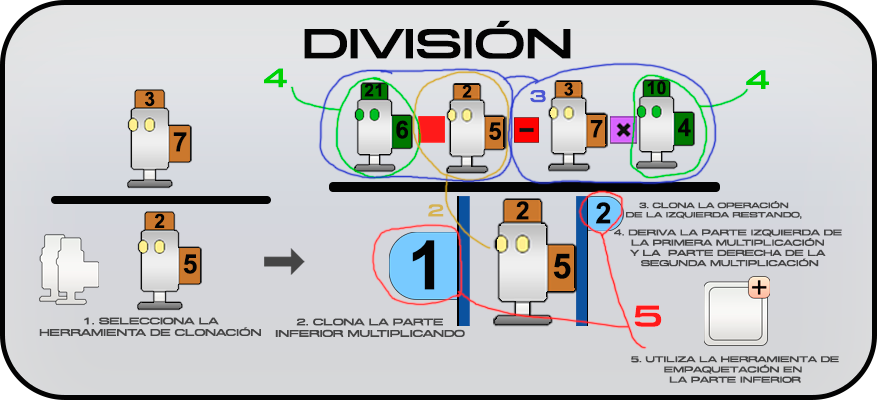 DIVISIÓN
3
7
2
5
1. SELECCIONA LA
HERRAMIENTA DE CLONACIÓN
4
21
6
2
5
−
3
3
7
×
10
4
4
2
1
2
5
2
5
2. CLONA LA PARTE
INFERIOR MULTIPLICANDO
3. CLONA LA OPERACIÓN
DE LA IZQUIERDA RESTANDO,
4. DERIVA LA PARTE IZQUIERDA DE
LA PRIMERA MULTIPLICACIÓN
Y LA PARTE DERECHA DE LA
SEGUNDA MULTIPLICACIÓN
+
5. UTILIZA LA HERRAMIENTA DE
EMPAQUETACIÓN EN
LA PARTE INFERIOR